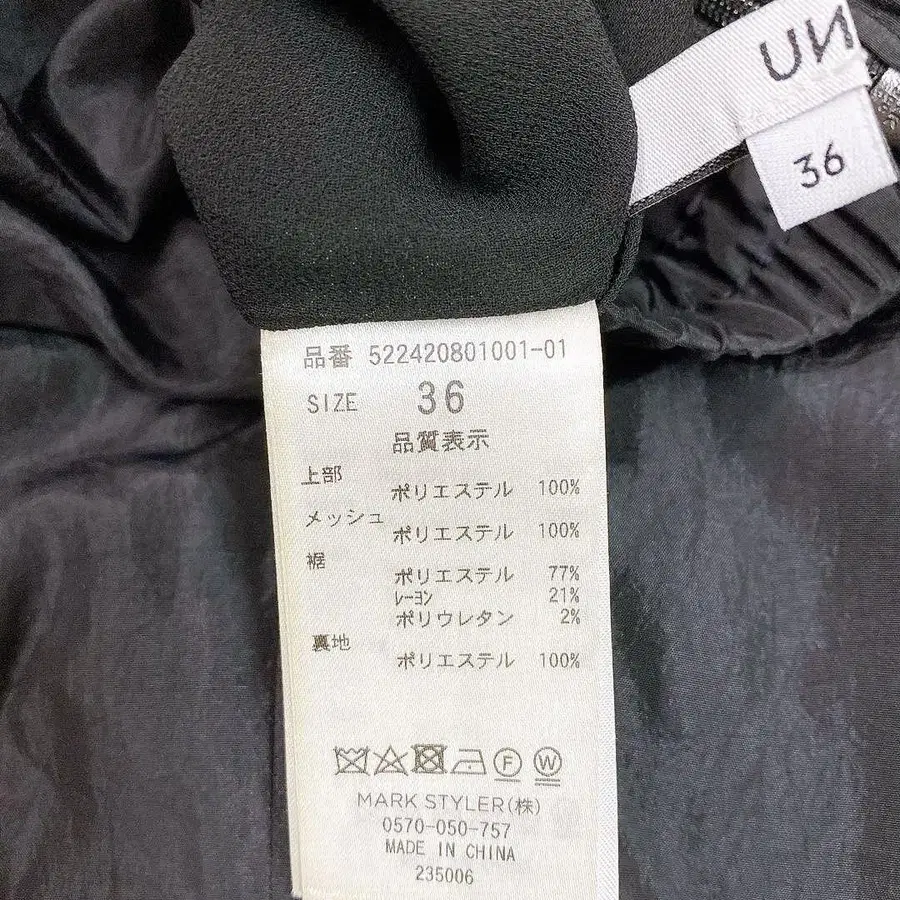 UN
36
品番 522420801001-01
SIZE 36
品質表示
上部
ポリエステル 100%
メッシュ
ポリエステル 100%
裾
ポリエステル 77%
レーヨン 21%
ポリウレタン 2%
裏地
ポリエステル 100%
F W
MARK STYLER(株)
0570-050-757
MADE IN CHINA
235006